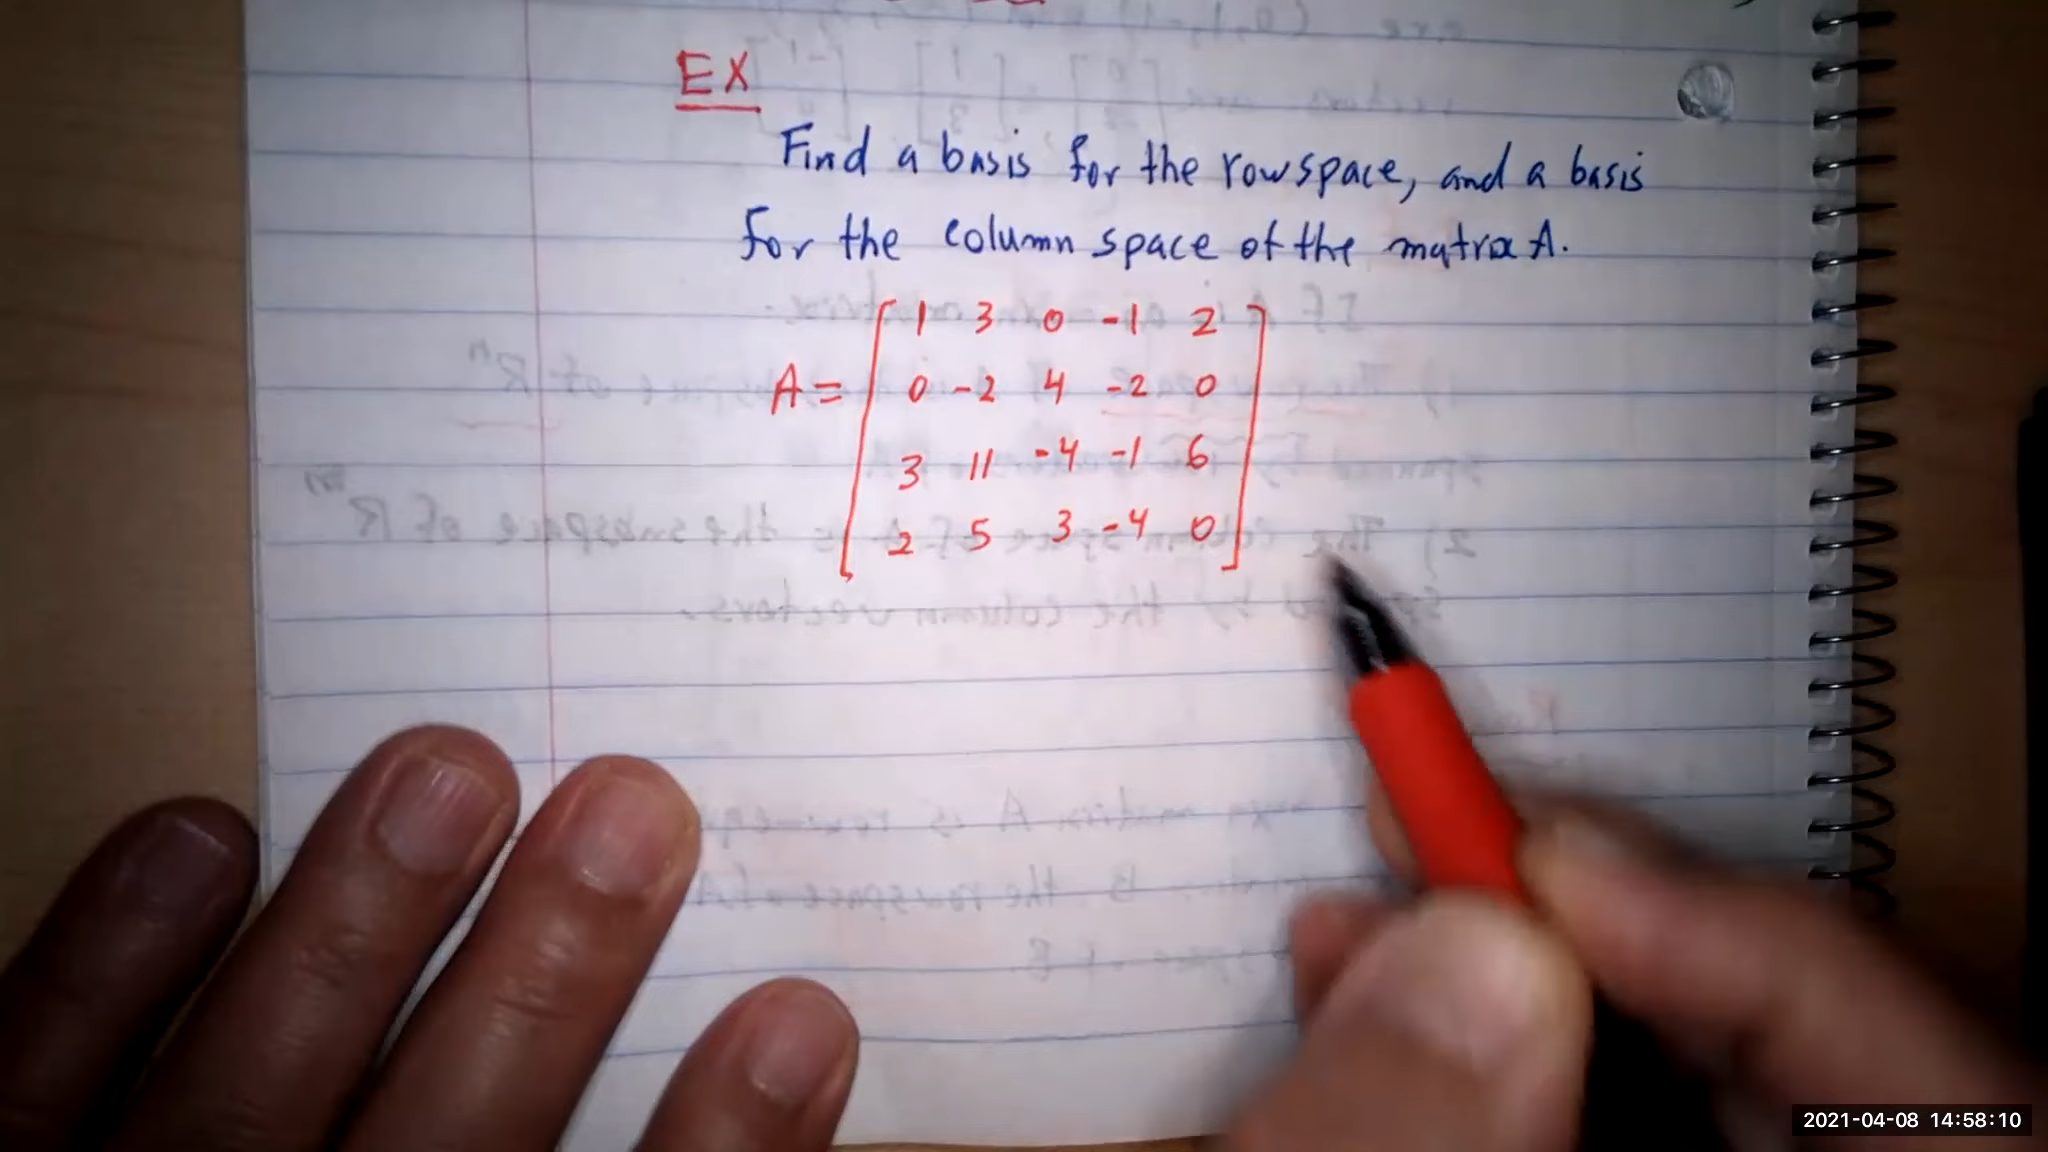 EX
Find a basis for the rowspace, and a basis
for the column space of the matrix A.
A = [ 1 3 0 -1 2
0 -2 4 -2 0
3 11 -4 -1 6
2 5 3 -4 0 ]
2021-04-08 14:58:10